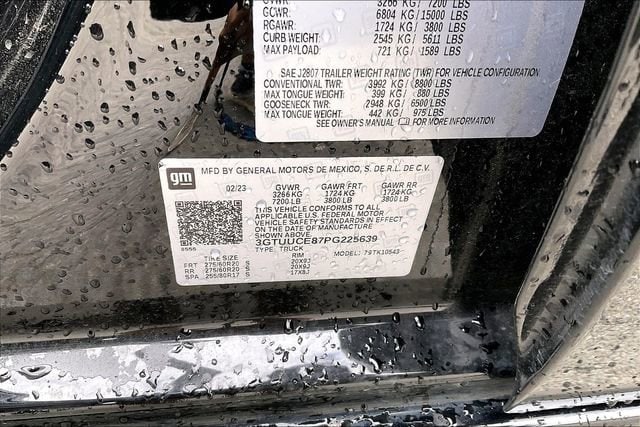 GVWR: 3266 KG / 7200 LBS
GCWR: 6804 KG / 15000 LBS
RGAWR: 1724 KG / 3800 LBS
CURB WEIGHT: 2545 KG / 5611 LBS
MAX PAYLOAD: 721 KG / 1589 LBS
SAE J2807 TRAILER WEIGHT RATING (TWR) FOR VEHICLE CONFIGURATION
CONVENTIONAL TWR: 3992 KG / 8800 LBS
MAX TONGUE WEIGHT: 399 KG / 880 LBS
GOOSENECK TWR: 2948 KG / 6500 LBS
MAX TONGUE WEIGHT: 442 KG / 975 LBS
SEE OWNER'S MANUAL FOR MORE INFORMATION
gm MFD BY GENERAL MOTORS DE MEXICO, S. DE R.L. DE C.V.
02/23 GVWR GAWR FRT GAWR RR
3266 KG 1724 KG 1724 KG
7200 LB 3800 LB 3800 LB
THIS VEHICLE CONFORMS TO ALL
APPLICABLE U.S. FEDERAL MOTOR
VEHICLE SAFETY STANDARDS IN EFFECT
ON THE DATE OF MANUFACTURE
SHOWN ABOVE.
3GTUUCE87PG225639
TYPE: TRUCK MODEL: 79TK10543
TIRE SIZE RIM
FRT 275/60R20 S 20X9J
RR 275/60R20 S 20X9J
SPA 255/80R17 S 17X8J